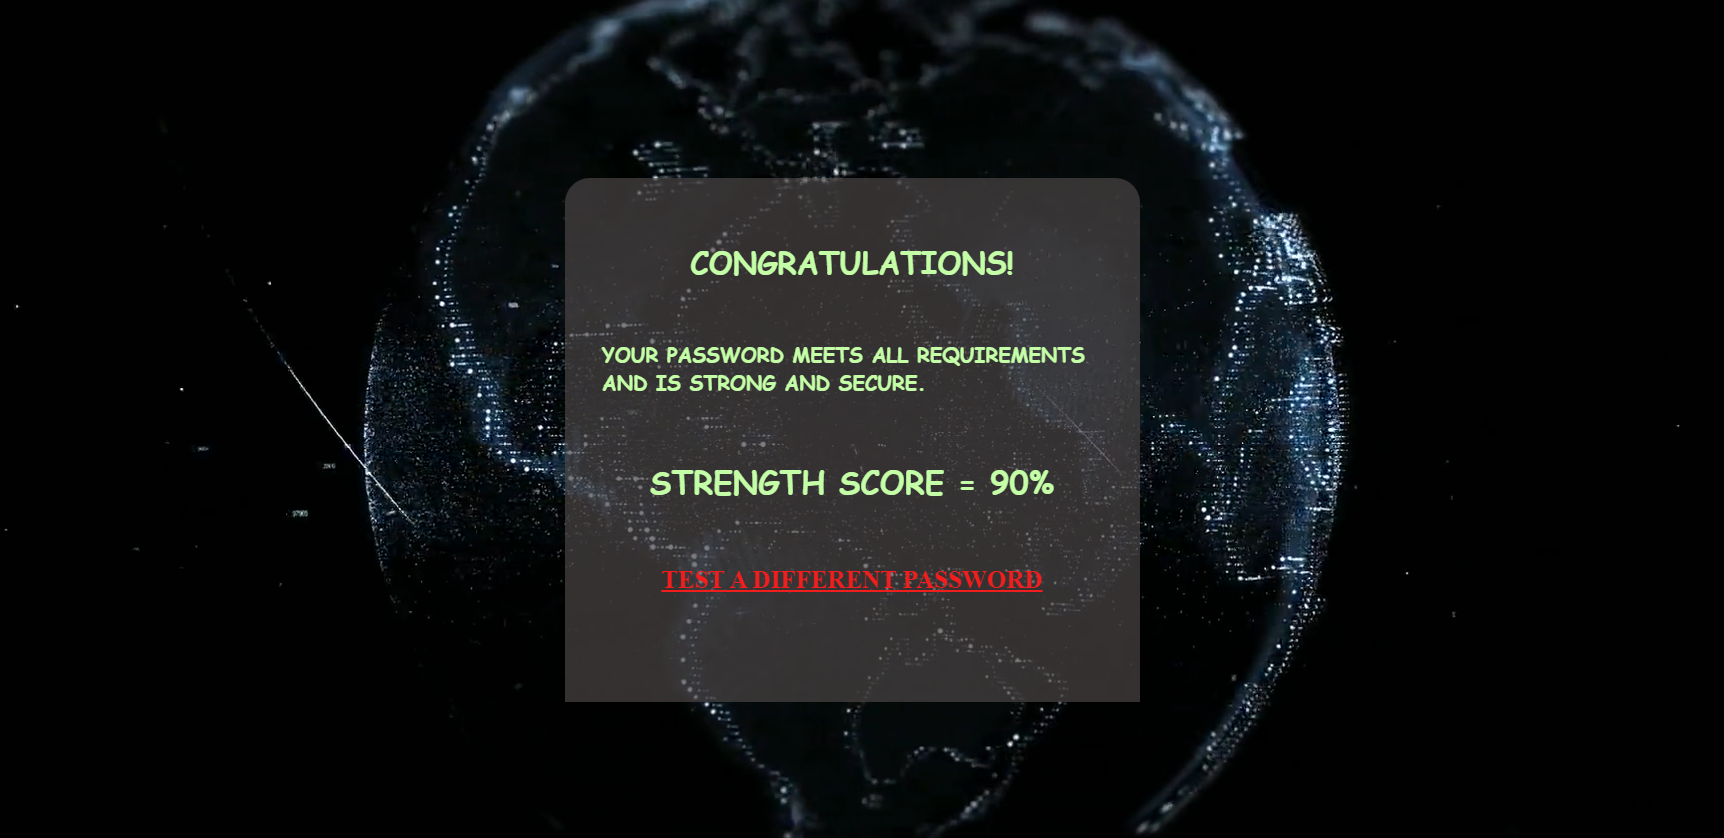 CONGRATULATIONS!
YOUR PASSWORD MEETS ALL REQUIREMENTS
AND IS STRONG AND SECURE.
STRENGTH SCORE = 90%
TEST A DIFFERENT PASSWORD